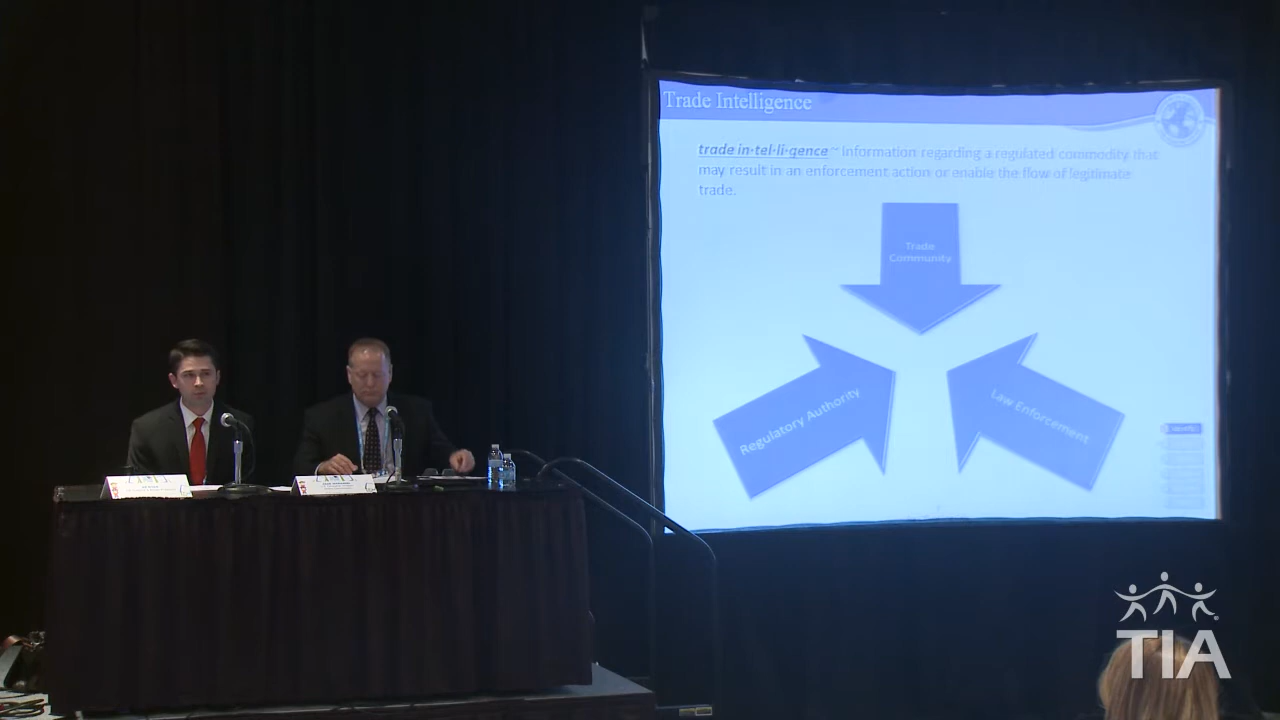 Trade Intelligence
trade in·tel·li·gence ~ Information regarding a regulated commodity that
may result in an enforcement action or enable the flow of legitimate
trade.
Trade
Community
Regulatory Authority
Law Enforcement
TIA